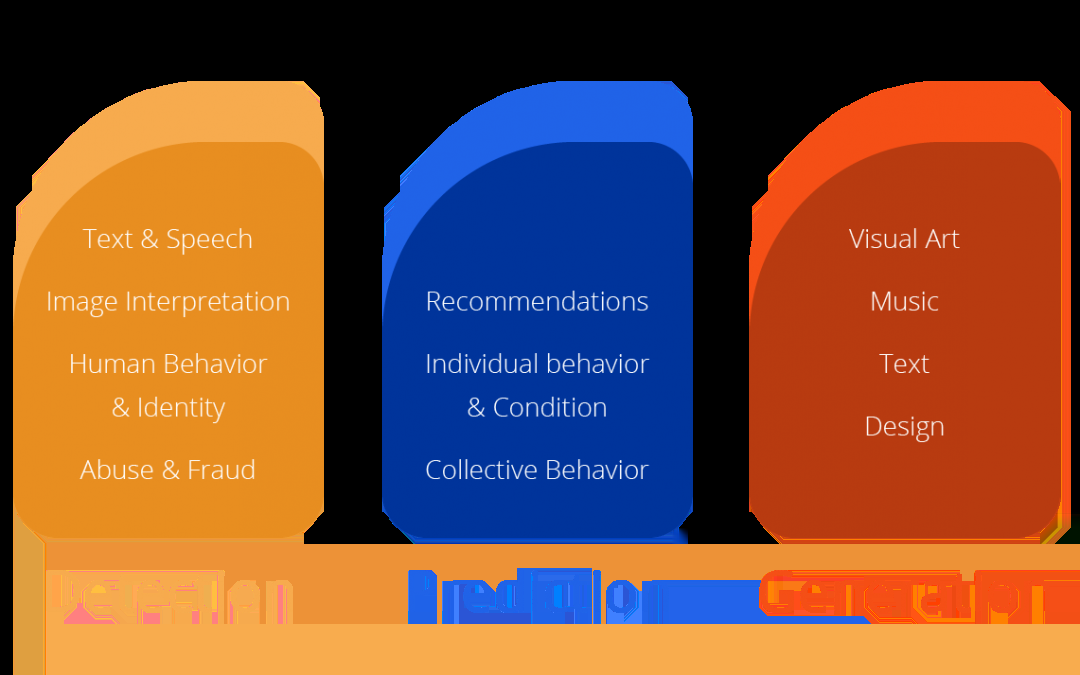 Text & Speech
Image Interpretation
Human Behavior
& Identity
Abuse & Fraud
Recommendations
Individual behavior
& Condition
Collective Behavior
Visual Art
Music
Text
Design
Detection
Prediction
Generation